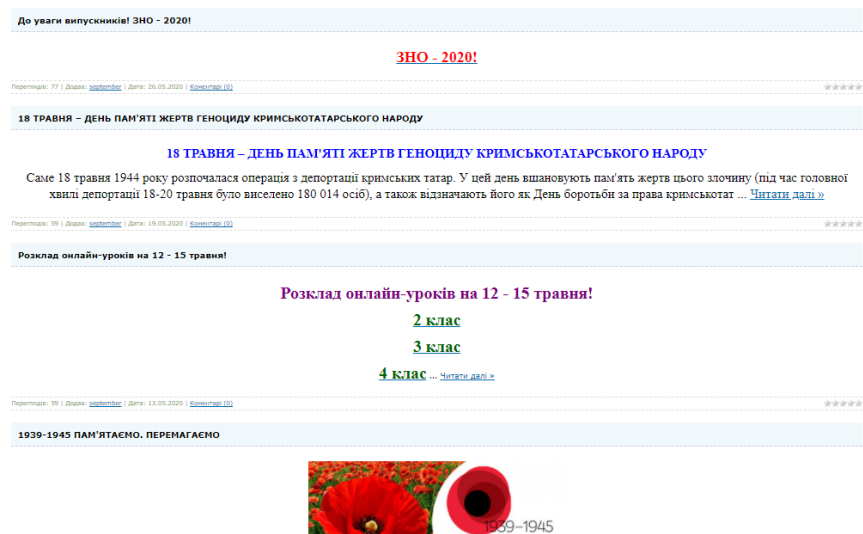 До уваги випускників! ЗНО - 2020!
ЗНО - 2020!
Переглядів: 77 | Додав: september | Дата: 26.05.2020 | Коментарі (0)
18 ТРАВНЯ – ДЕНЬ ПАМ'ЯТІ ЖЕРТВ ГЕНОЦИДУ КРИМСЬКОТАТАРСЬКОГО НАРОДУ
18 ТРАВНЯ – ДЕНЬ ПАМ'ЯТІ ЖЕРТВ ГЕНОЦИДУ КРИМСЬКОТАТАРСЬКОГО НАРОДУ
Саме 18 травня 1944 року розпочалася операція з депортації кримських татар. У цей день вшановують пам'ять жертв цього злочину (під час головної
хвилі депортації 18-20 травня було виселено 180 014 осіб), а також відзначають його як День боротьби за права кримськотат ... Читати далі »
Переглядів: 59 | Додав: september | Дата: 19.05.2020 | Коментарі (0)
Розклад онлайн-уроків на 12 - 15 травня!
Розклад онлайн-уроків на 12 - 15 травня!
2 клас
3 клас
4 клас ... Читати далі »
Переглядів: 59 | Додав: september | Дата: 13.05.2020 | Коментарі (0)
1939-1945 ПАМ'ЯТАЄМО. ПЕРЕМАГАЄМО
1939–1945